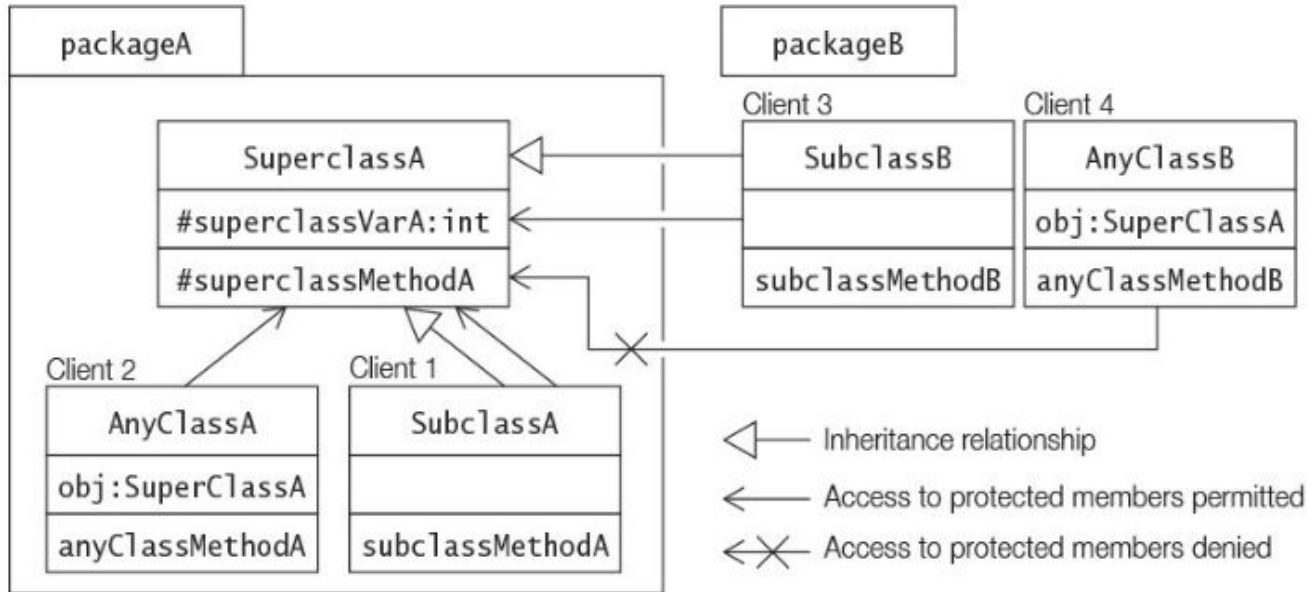 packageA
SuperclassA
#superclassVarA:int
#superclassMethodA
Client 2
AnyClassA
obj:SuperClassA
anyClassMethodA
Client 1
SubclassA
subclassMethodA
packageB
Client 3
SubclassB
subclassMethodB
Client 4
AnyClassB
obj:SuperClassA
anyClassMethodB
Inheritance relationship
Access to protected members permitted
Access to protected members denied